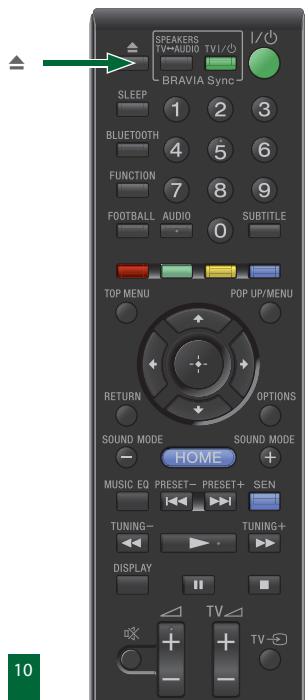 SPEAKERS
TV↔AUDIO TV I/⏻ I/⏻
BRAVIA Sync
SLEEP
1 2 3
BLUETOOTH
4 5 6
FUNCTION
7 8 9
FOOTBALL AUDIO 0 SUBTITLE
TOP MENU POP UP/MENU
RETURN OPTIONS
SOUND MODE SOUND MODE
– HOME +
MUSIC EQ PRESET– PRESET+ SEN
TUNING– TUNING+
DISPLAY
TV
+ + TV
– –
10